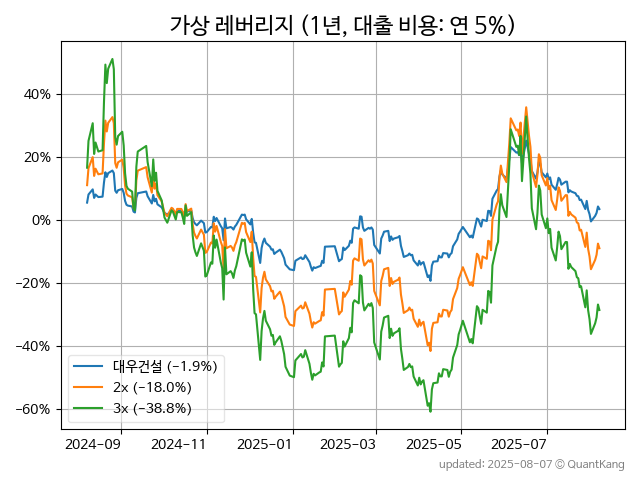 가상 레버리지 (1년, 대출 비용: 연 5%)
40%
20%
0%
−20%
−40%
−60%
대우건설 (−1.9%)
2x (−18.0%)
3x (−38.8%)
2024-09 2024-11 2025-01 2025-03 2025-05 2025-07
updated: 2025-08-07 © QuantKang